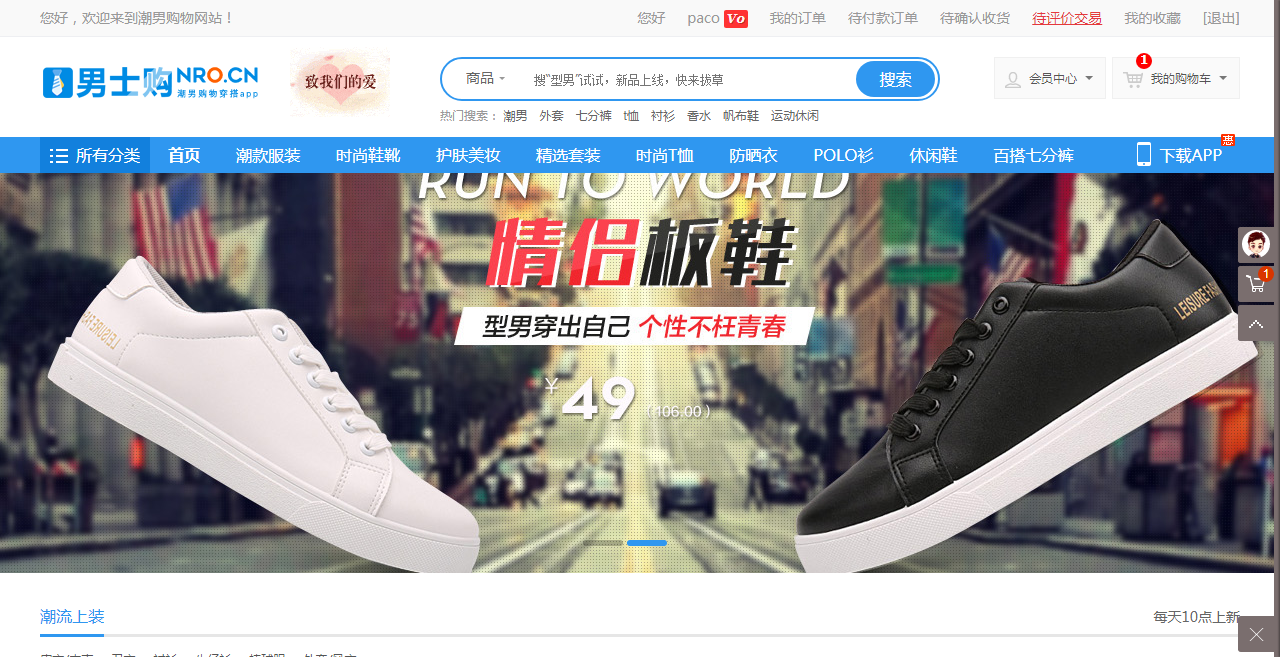 您好，欢迎来到潮男购物网站！
您好 paco Vo 我的订单 待付款订单 待确认收货 待评价交易 我的收藏 [退出]
男士购 NRO.CN
潮男购物穿搭app
致我们的爱
商品 搜“型男”试试，新品上线，快来拔草 搜索
热门搜索： 潮男 外套 七分裤 t恤 衬衫 香水 帆布鞋 运动休闲
会员中心
1
我的购物车
所有分类 首页 潮款服装 时尚鞋靴 护肤美妆 精选套装 时尚T恤 防晒衣 POLO衫 休闲鞋 百搭七分裤 下载APP 惠
RUN TO WORLD
情侣板鞋
型男穿出自己 个性不枉青春
¥49 (106.00)
LEISURE FASH
1
潮流上装
每天10点上新